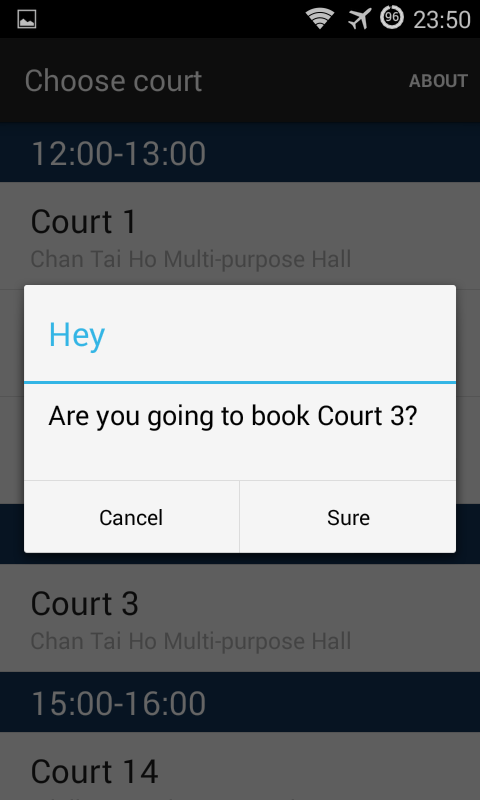 96 23:50
Choose court ABOUT
12:00-13:00
Court 1
Chan Tai Ho Multi-purpose Hall
Hey
Are you going to book Court 3?
Cancel Sure
Court 3
Chan Tai Ho Multi-purpose Hall
15:00-16:00
Court 14